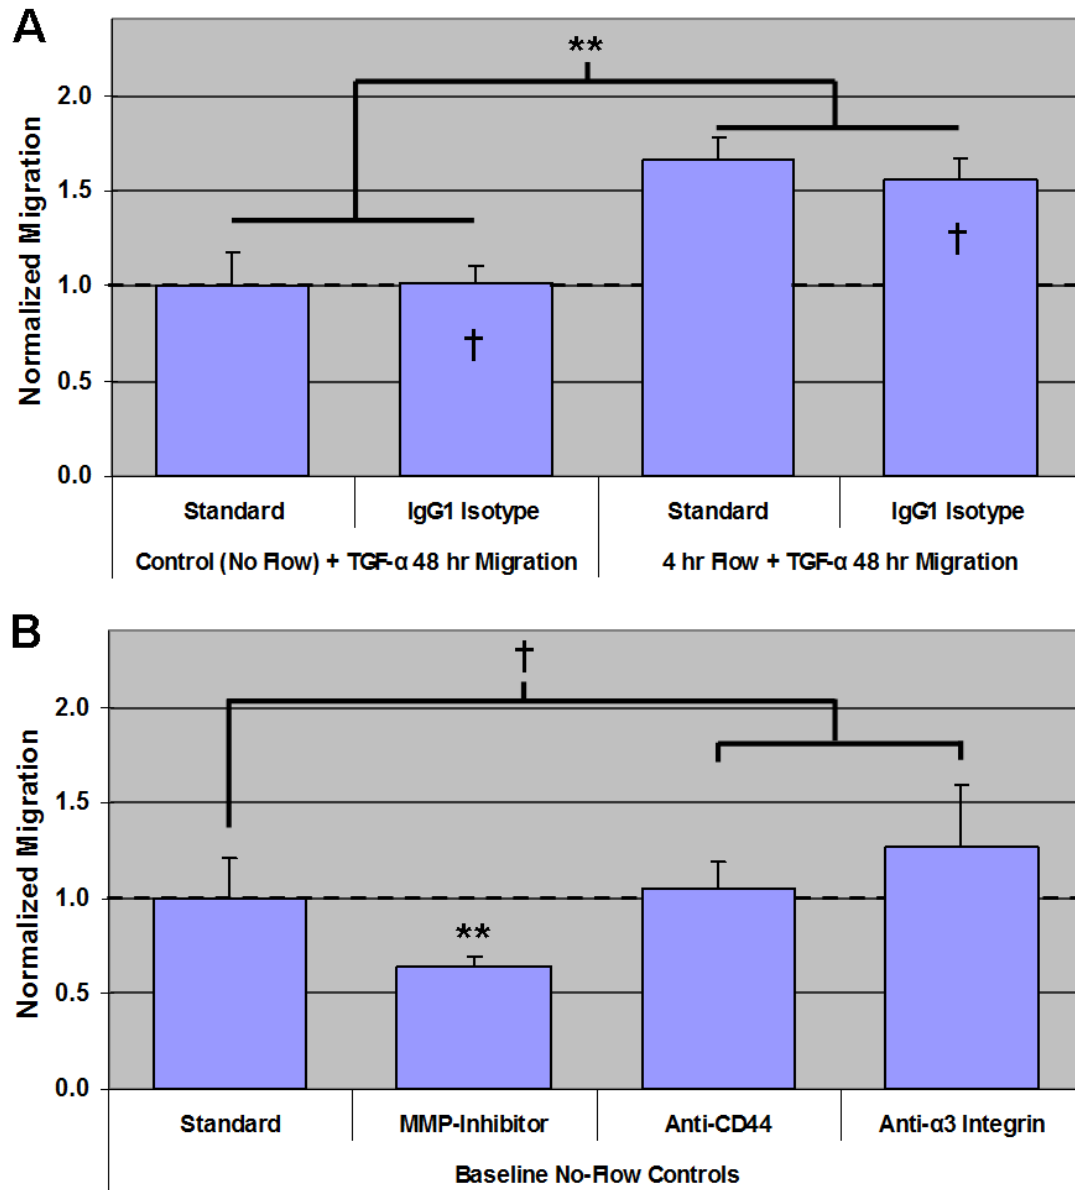 A
**
2.0
1.5
1.0
0.5
0.0
Normalized Migration
†
†
Standard
IgG1 Isotype
Standard
IgG1 Isotype
Control (No Flow) + TGF-α 48 hr Migration
4 hr Flow + TGF-α 48 hr Migration
B
†
2.0
1.5
1.0
0.5
0.0
Normalized Migration
**
Standard
MMP-Inhibitor
Anti-CD44
Anti-α3 Integrin
Baseline No-Flow Controls